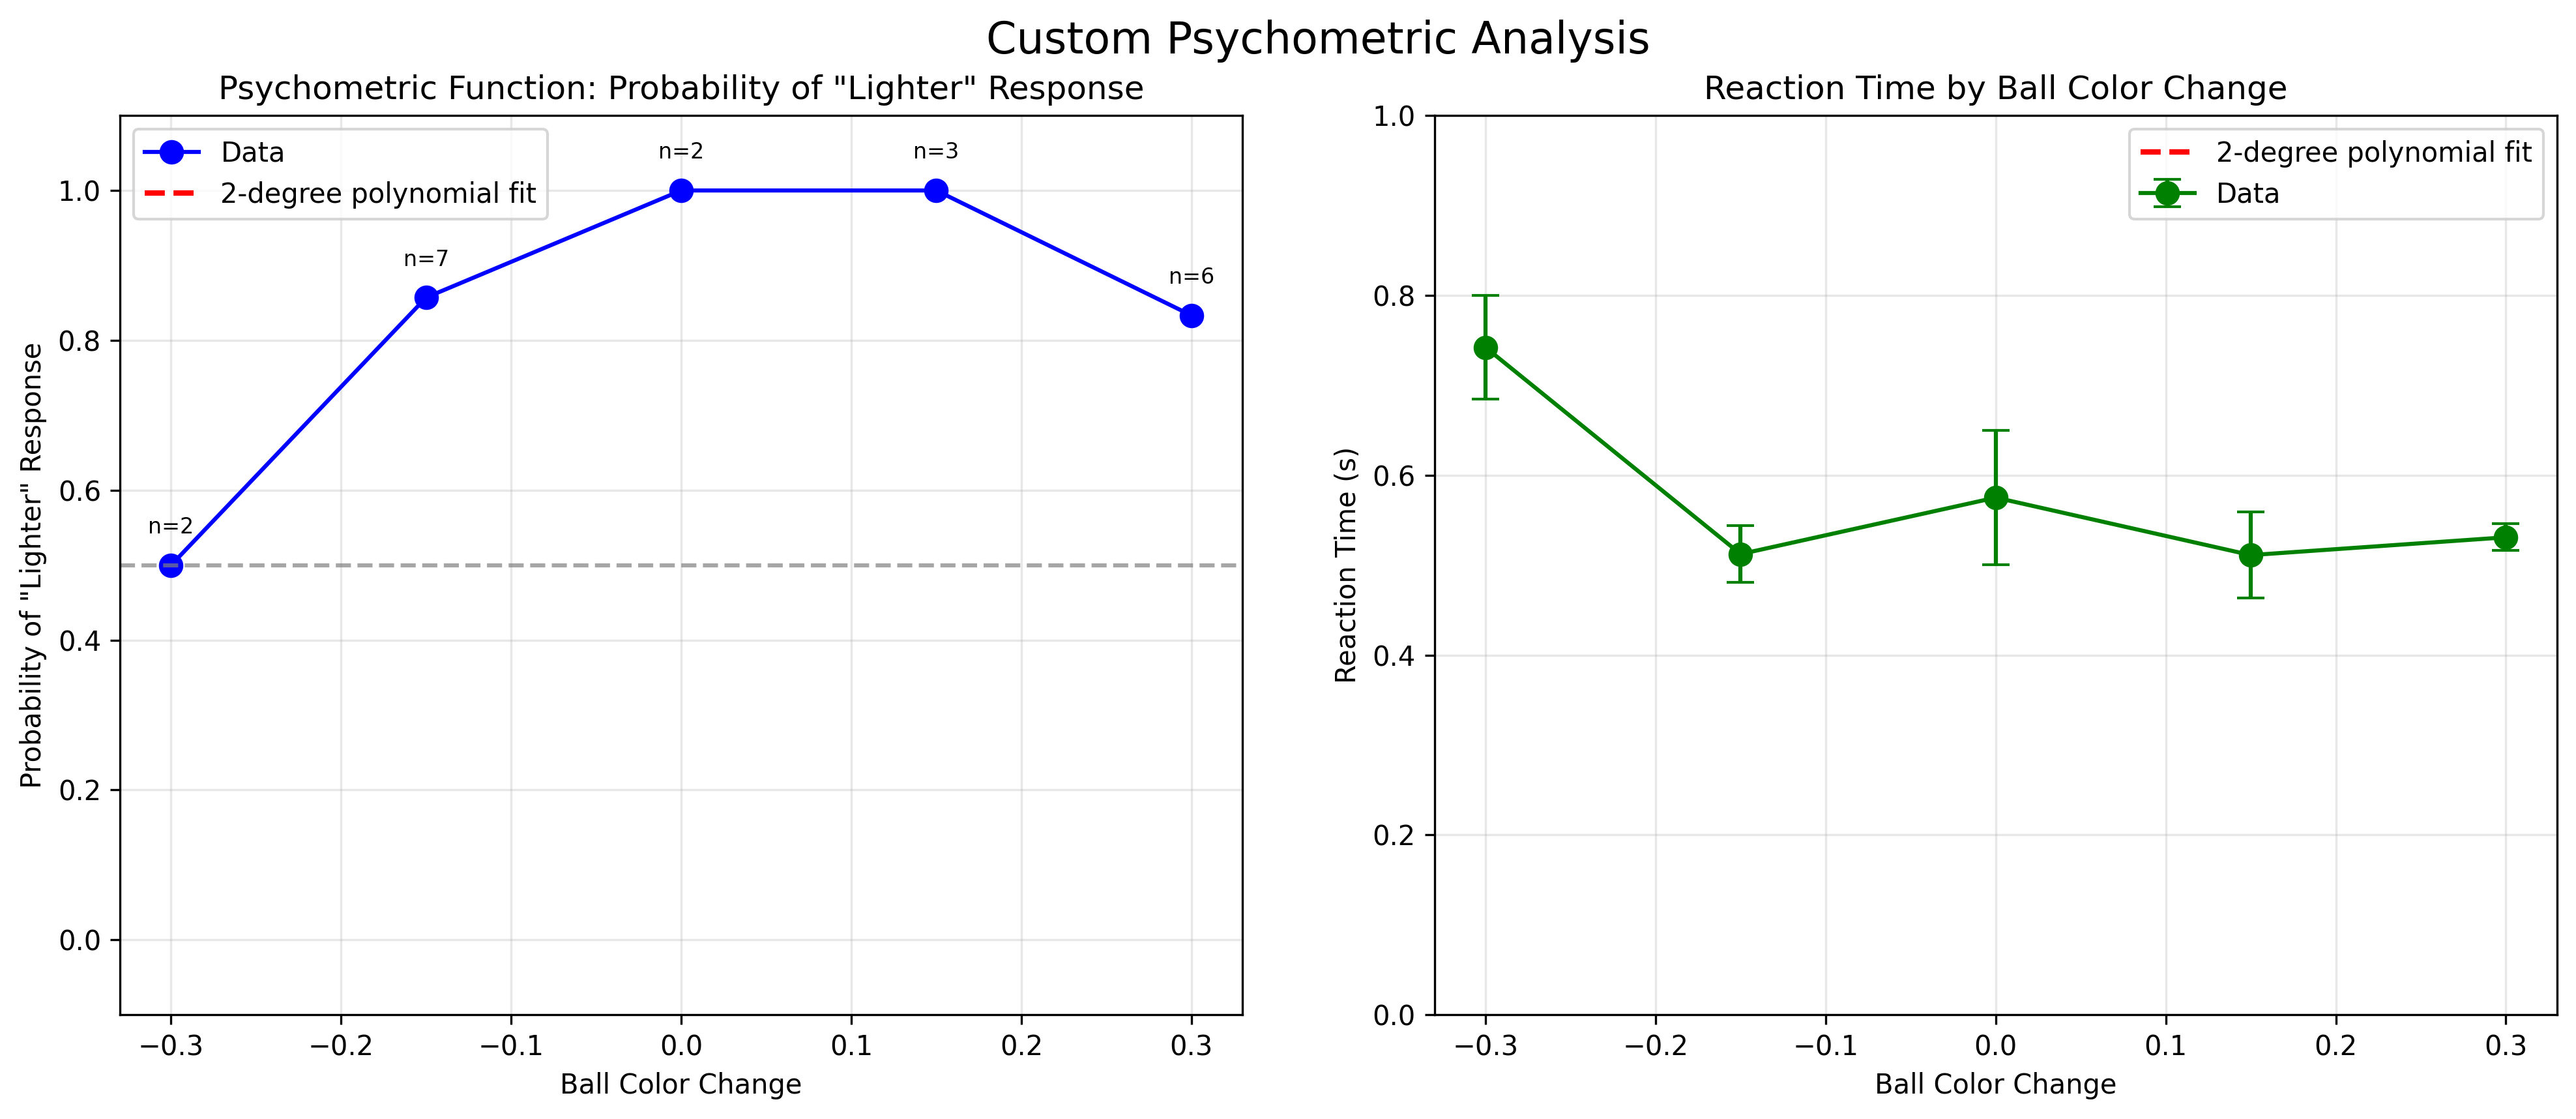 Custom Psychometric Analysis
Psychometric Function: Probability of "Lighter" Response
Data
2-degree polynomial fit
n=2
n=7
n=2
n=3
n=6
Probability of "Lighter" Response
1.0
0.8
0.6
0.4
0.2
0.0
−0.3 −0.2 −0.1 0.0 0.1 0.2 0.3
Ball Color Change
Reaction Time by Ball Color Change
2-degree polynomial fit
Data
Reaction Time (s)
1.0
0.8
0.6
0.4
0.2
0.0
−0.3 −0.2 −0.1 0.0 0.1 0.2 0.3
Ball Color Change